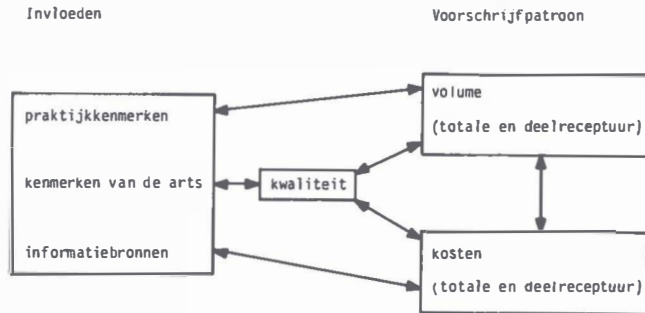 Invloeden
Voorschrijfpatroon
praktijkkenmerken
kenmerken van de arts
informatiebronnen
kwaliteit
volume
(totale en deelreceptuur)
kosten
(totale en deelreceptuur)